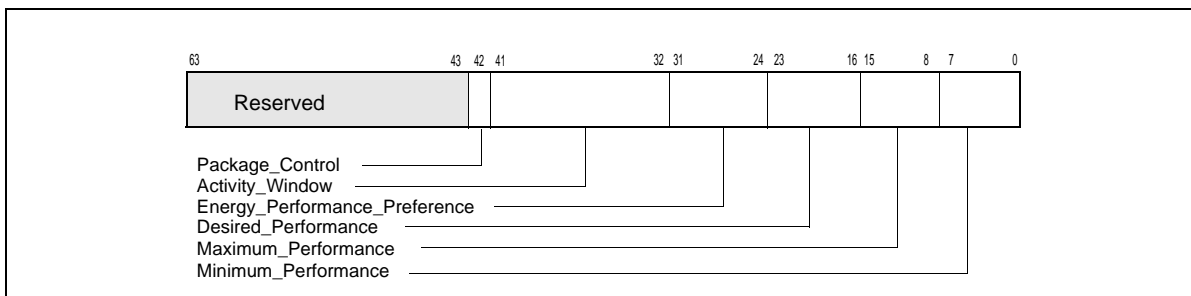 63 43 42 41 32 31 24 23 16 15 8 7 0
Reserved
Package_Control
Activity_Window
Energy_Performance_Preference
Desired_Performance
Maximum_Performance
Minimum_Performance